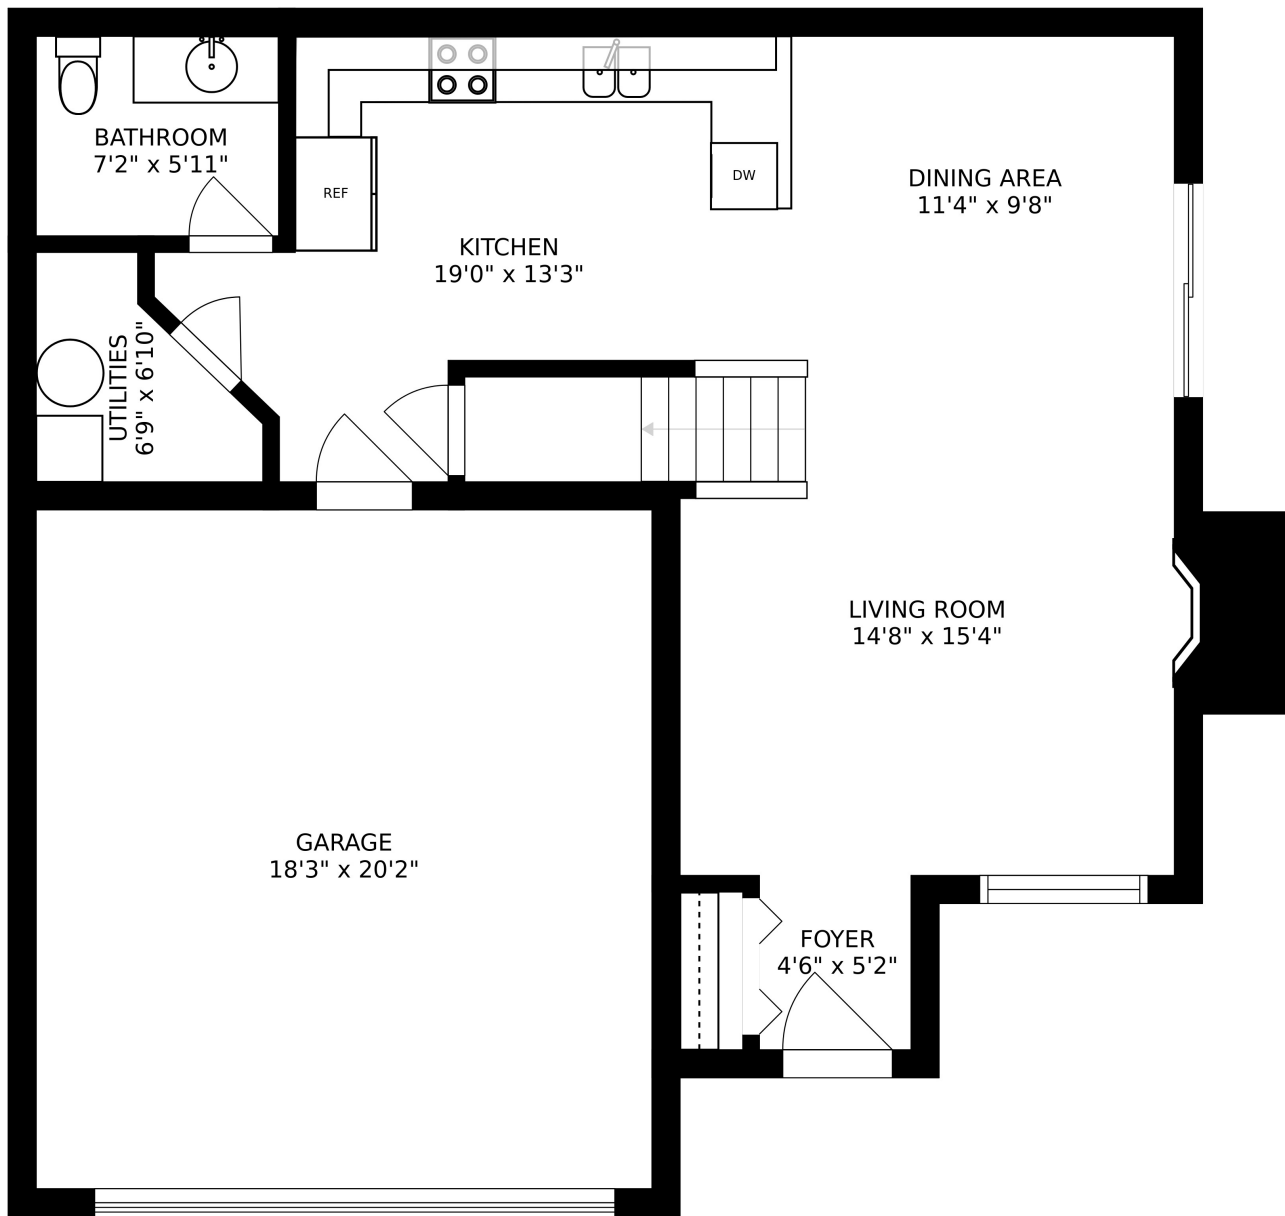 BATHROOM
7'2" x 5'11"
REF
DW
DINING AREA
11'4" x 9'8"
KITCHEN
19'0" x 13'3"
UTILITIES
6'9" x 6'10"
LIVING ROOM
14'8" x 15'4"
GARAGE
18'3" x 20'2"
FOYER
4'6" x 5'2"